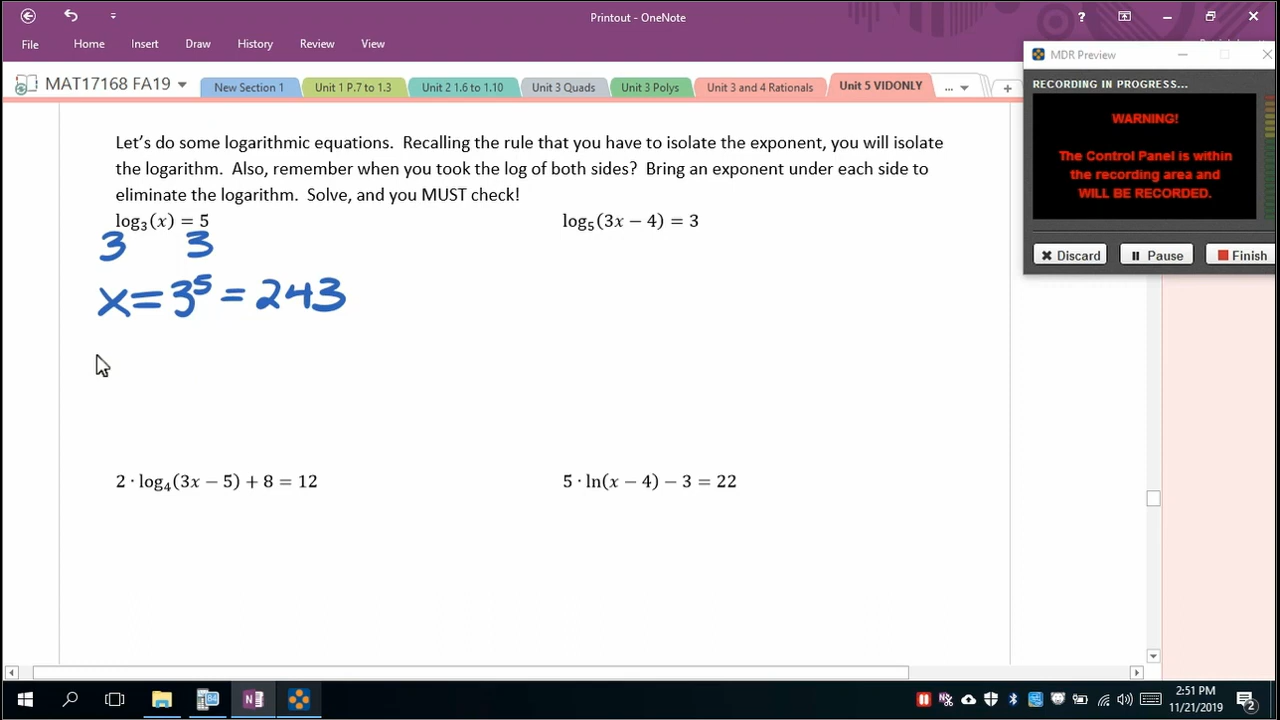 Printout - OneNote
?
File Home Insert Draw History Review View
MAT17168 FA19
New Section 1
Unit 1 P.7 to 1.3
Unit 2 1.6 to 1.10
Unit 3 Quads
Unit 3 Polys
Unit 3 and 4 Rationals
Unit 5 VIDONLY
...
+
MDR Preview
RECORDING IN PROGRESS...
WARNING!
The Control Panel is within
the recording area and
WILL BE RECORDED.
Discard
Pause
Finish
Let's do some logarithmic equations. Recalling the rule that you have to isolate the exponent, you will isolate
the logarithm. Also, remember when you took the log of both sides? Bring an exponent under each side to
eliminate the logarithm. Solve, and you MUST check!
log₃(x) = 5
3 3
x = 3⁵ = 243
log₅(3x − 4) = 3
2 · log₄(3x − 5) + 8 = 12
5 · ln(x − 4) − 3 = 22
2:51 PM
11/21/2019
2